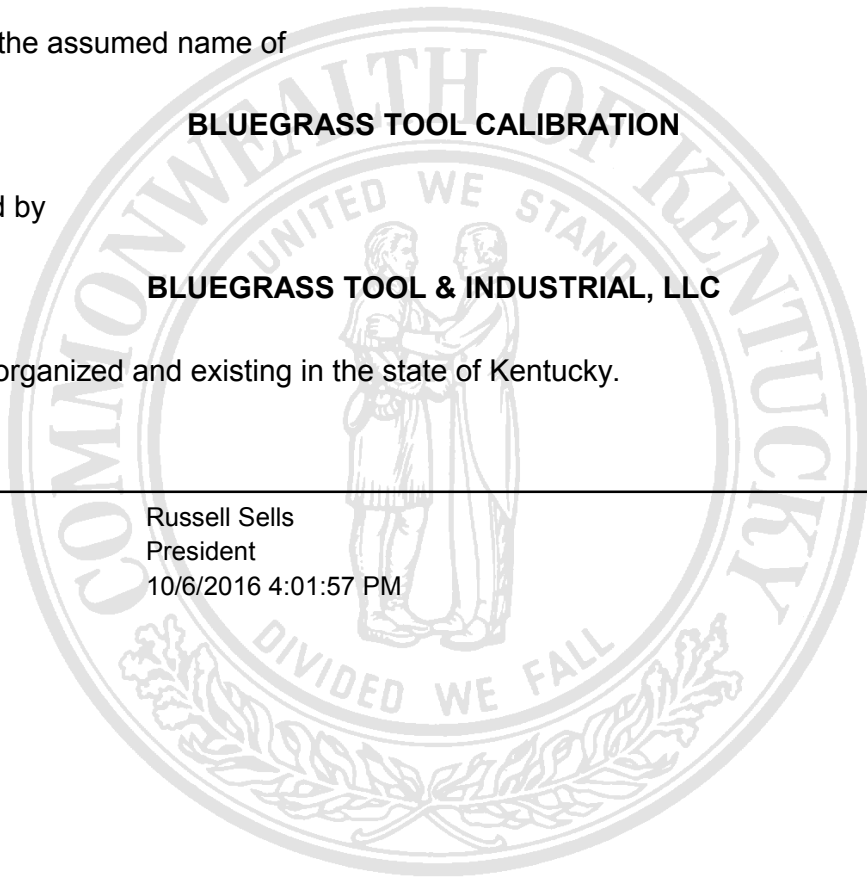 the assumed name of
BLUEGRASS TOOL CALIBRATION
by
BLUEGRASS TOOL & INDUSTRIAL, LLC
organized and existing in the state of Kentucky.
Russell Sells
President
10/6/2016 4:01:57 PM
COMMONWEALTH OF KENTUCKY
UNITED WE STAND
DIVIDED WE FALL